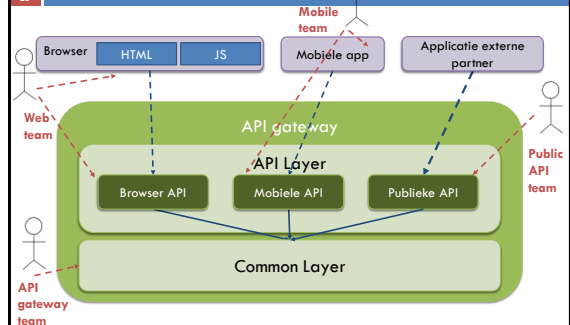 Mobile
team
Browser
HTML
JS
Mobiele app
Applicatie externe
partner
Web
team
API gateway
API Layer
Public
API
team
Browser API
Mobiele API
Publieke API
Common Layer
API
gateway
team